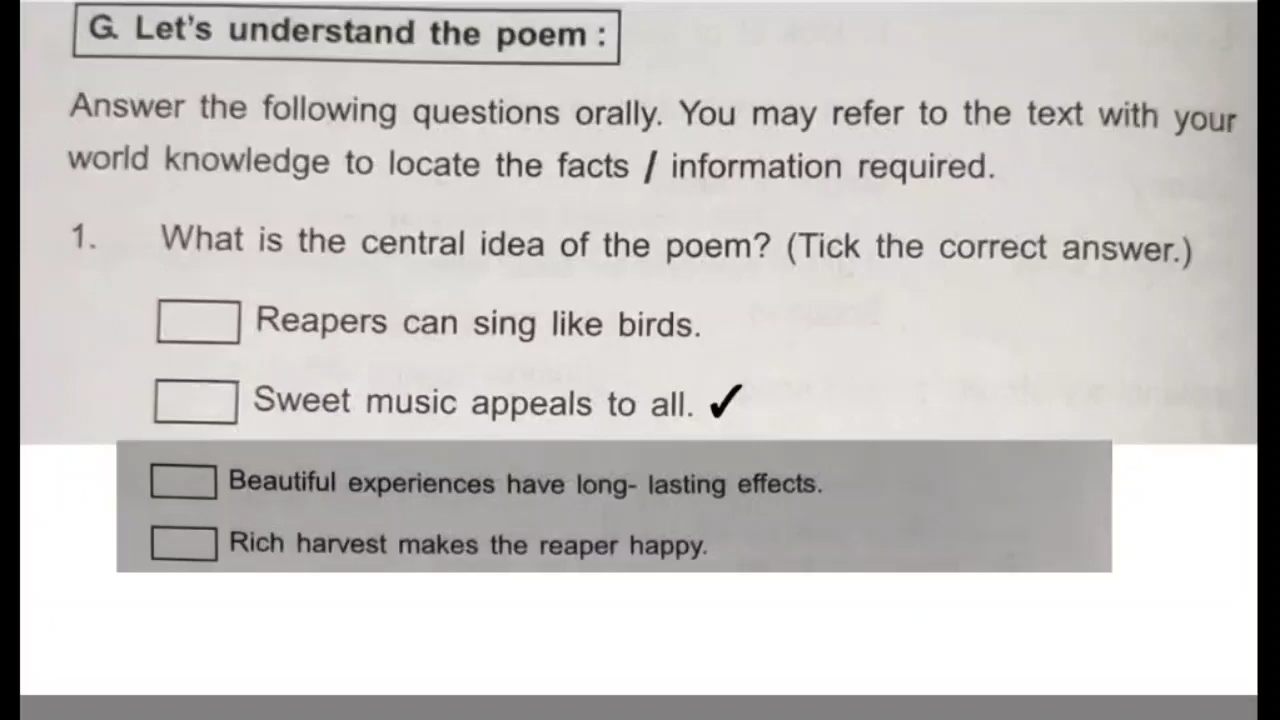 G. Let's understand the poem :
Answer the following questions orally. You may refer to the text with your
world knowledge to locate the facts / information required.
1. What is the central idea of the poem? (Tick the correct answer.)
Reapers can sing like birds.
Sweet music appeals to all. ✓
Beautiful experiences have long- lasting effects.
Rich harvest makes the reaper happy.